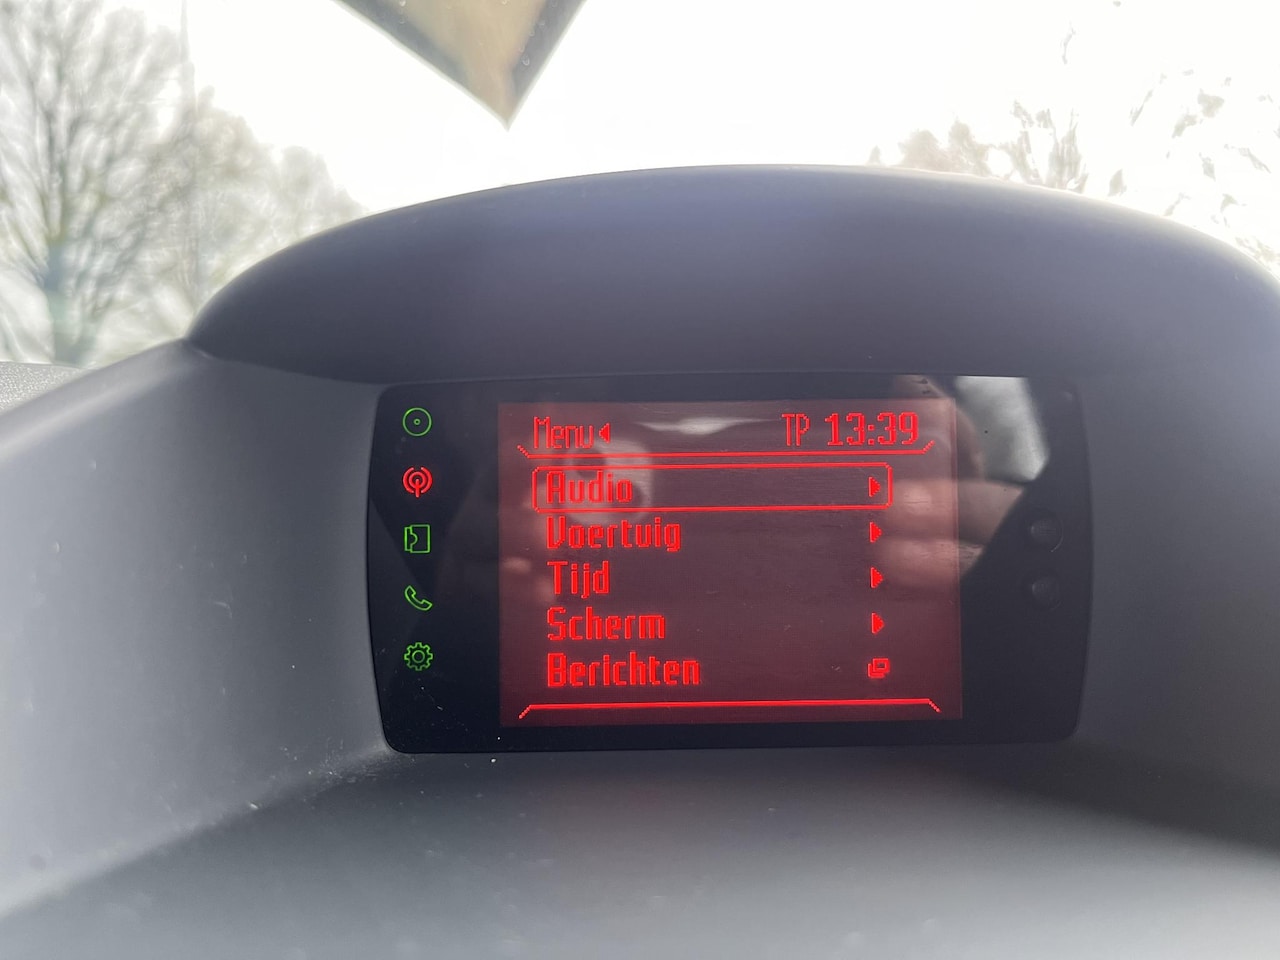 Menu
TP 13:39
Audio
Voertuig
Tijd
Scherm
Berichten